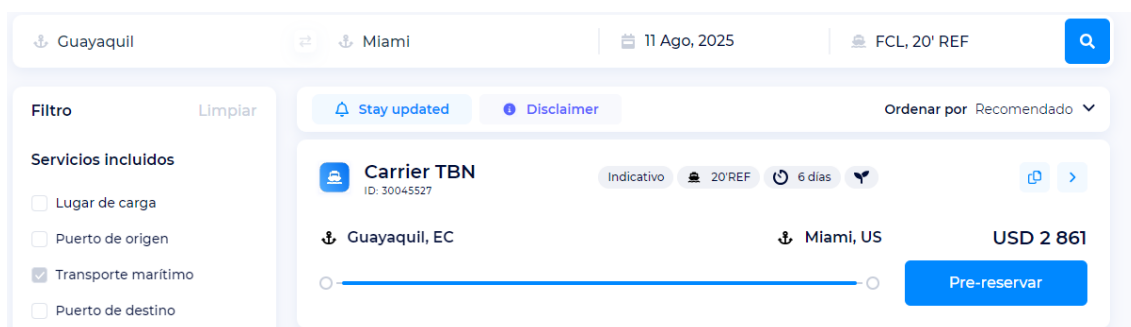 Guayaquil Miami 11 Ago, 2025 FCL, 20' REF
Filtro Limpiar
Stay updated Disclaimer Ordenar por Recomendado
Servicios incluidos
Lugar de carga
Puerto de origen
Transporte marítimo
Puerto de destino
Carrier TBN
ID: 30045527
Indicativo 20'REF 6 días
Guayaquil, EC Miami, US USD 2 861
Pre-reservar